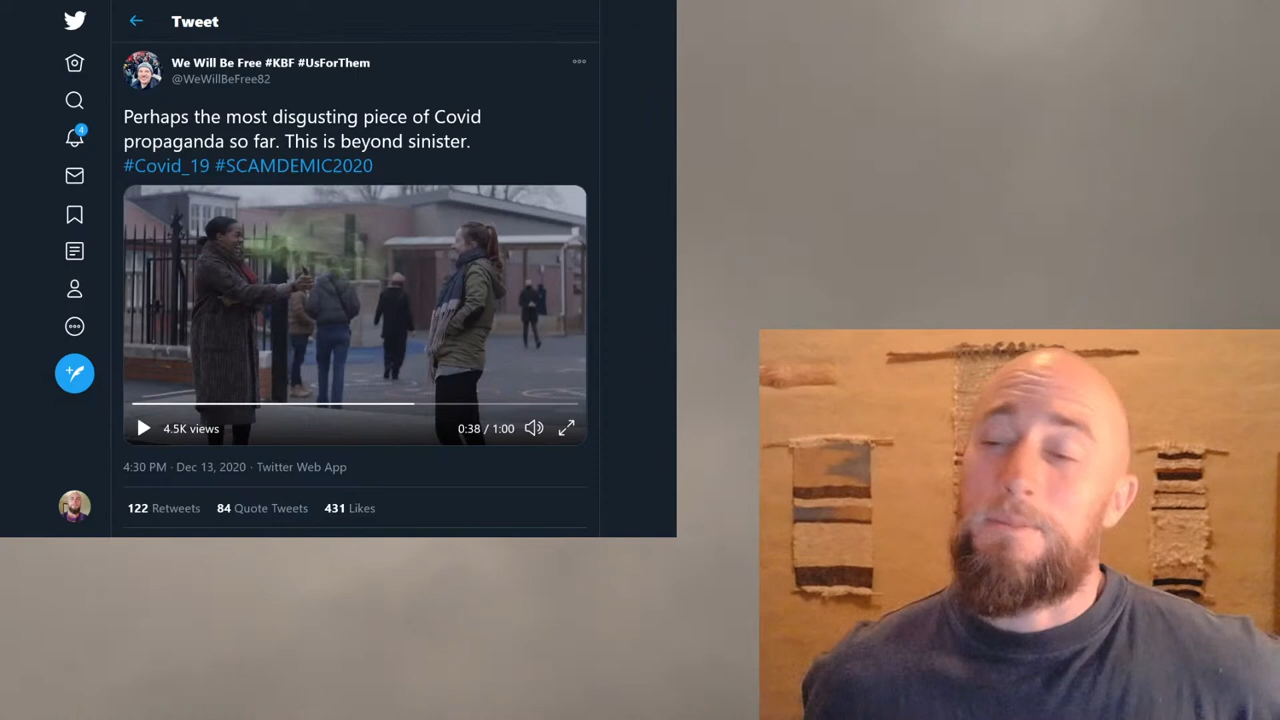 Tweet
We Will Be Free #KBF #UsForThem
@WeWillBeFree82
Perhaps the most disgusting piece of Covid
propaganda so far. This is beyond sinister.
#Covid_19 #SCAMDEMIC2020
4.5K views
0:38 / 1:00
4:30 PM · Dec 13, 2020 · Twitter Web App
122 Retweets 84 Quote Tweets 431 Likes
4